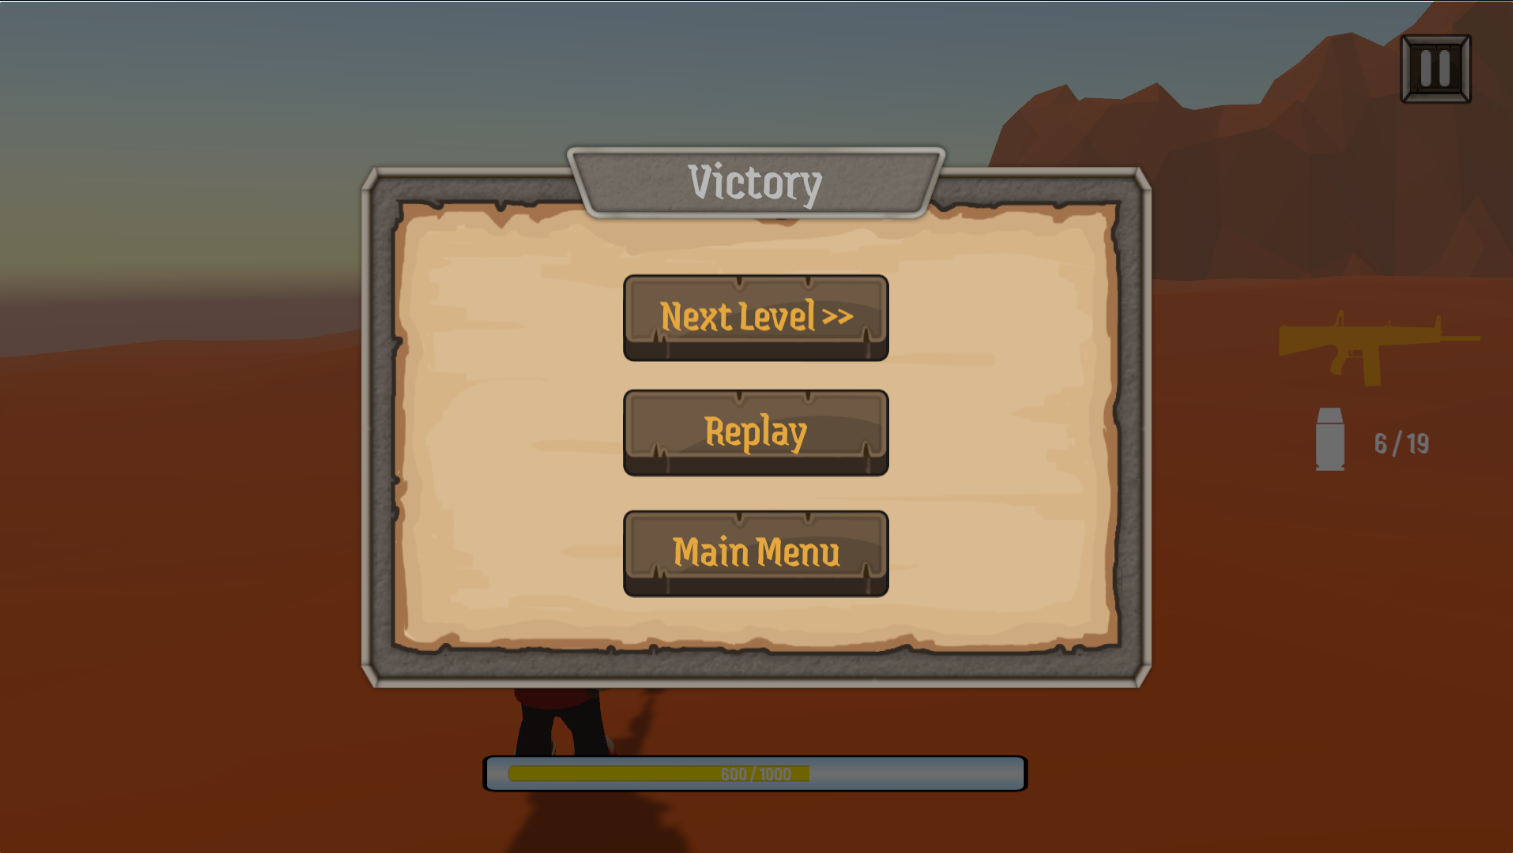 Victory
Next Level >>
Replay
6 / 19
Main Menu
600 / 1000